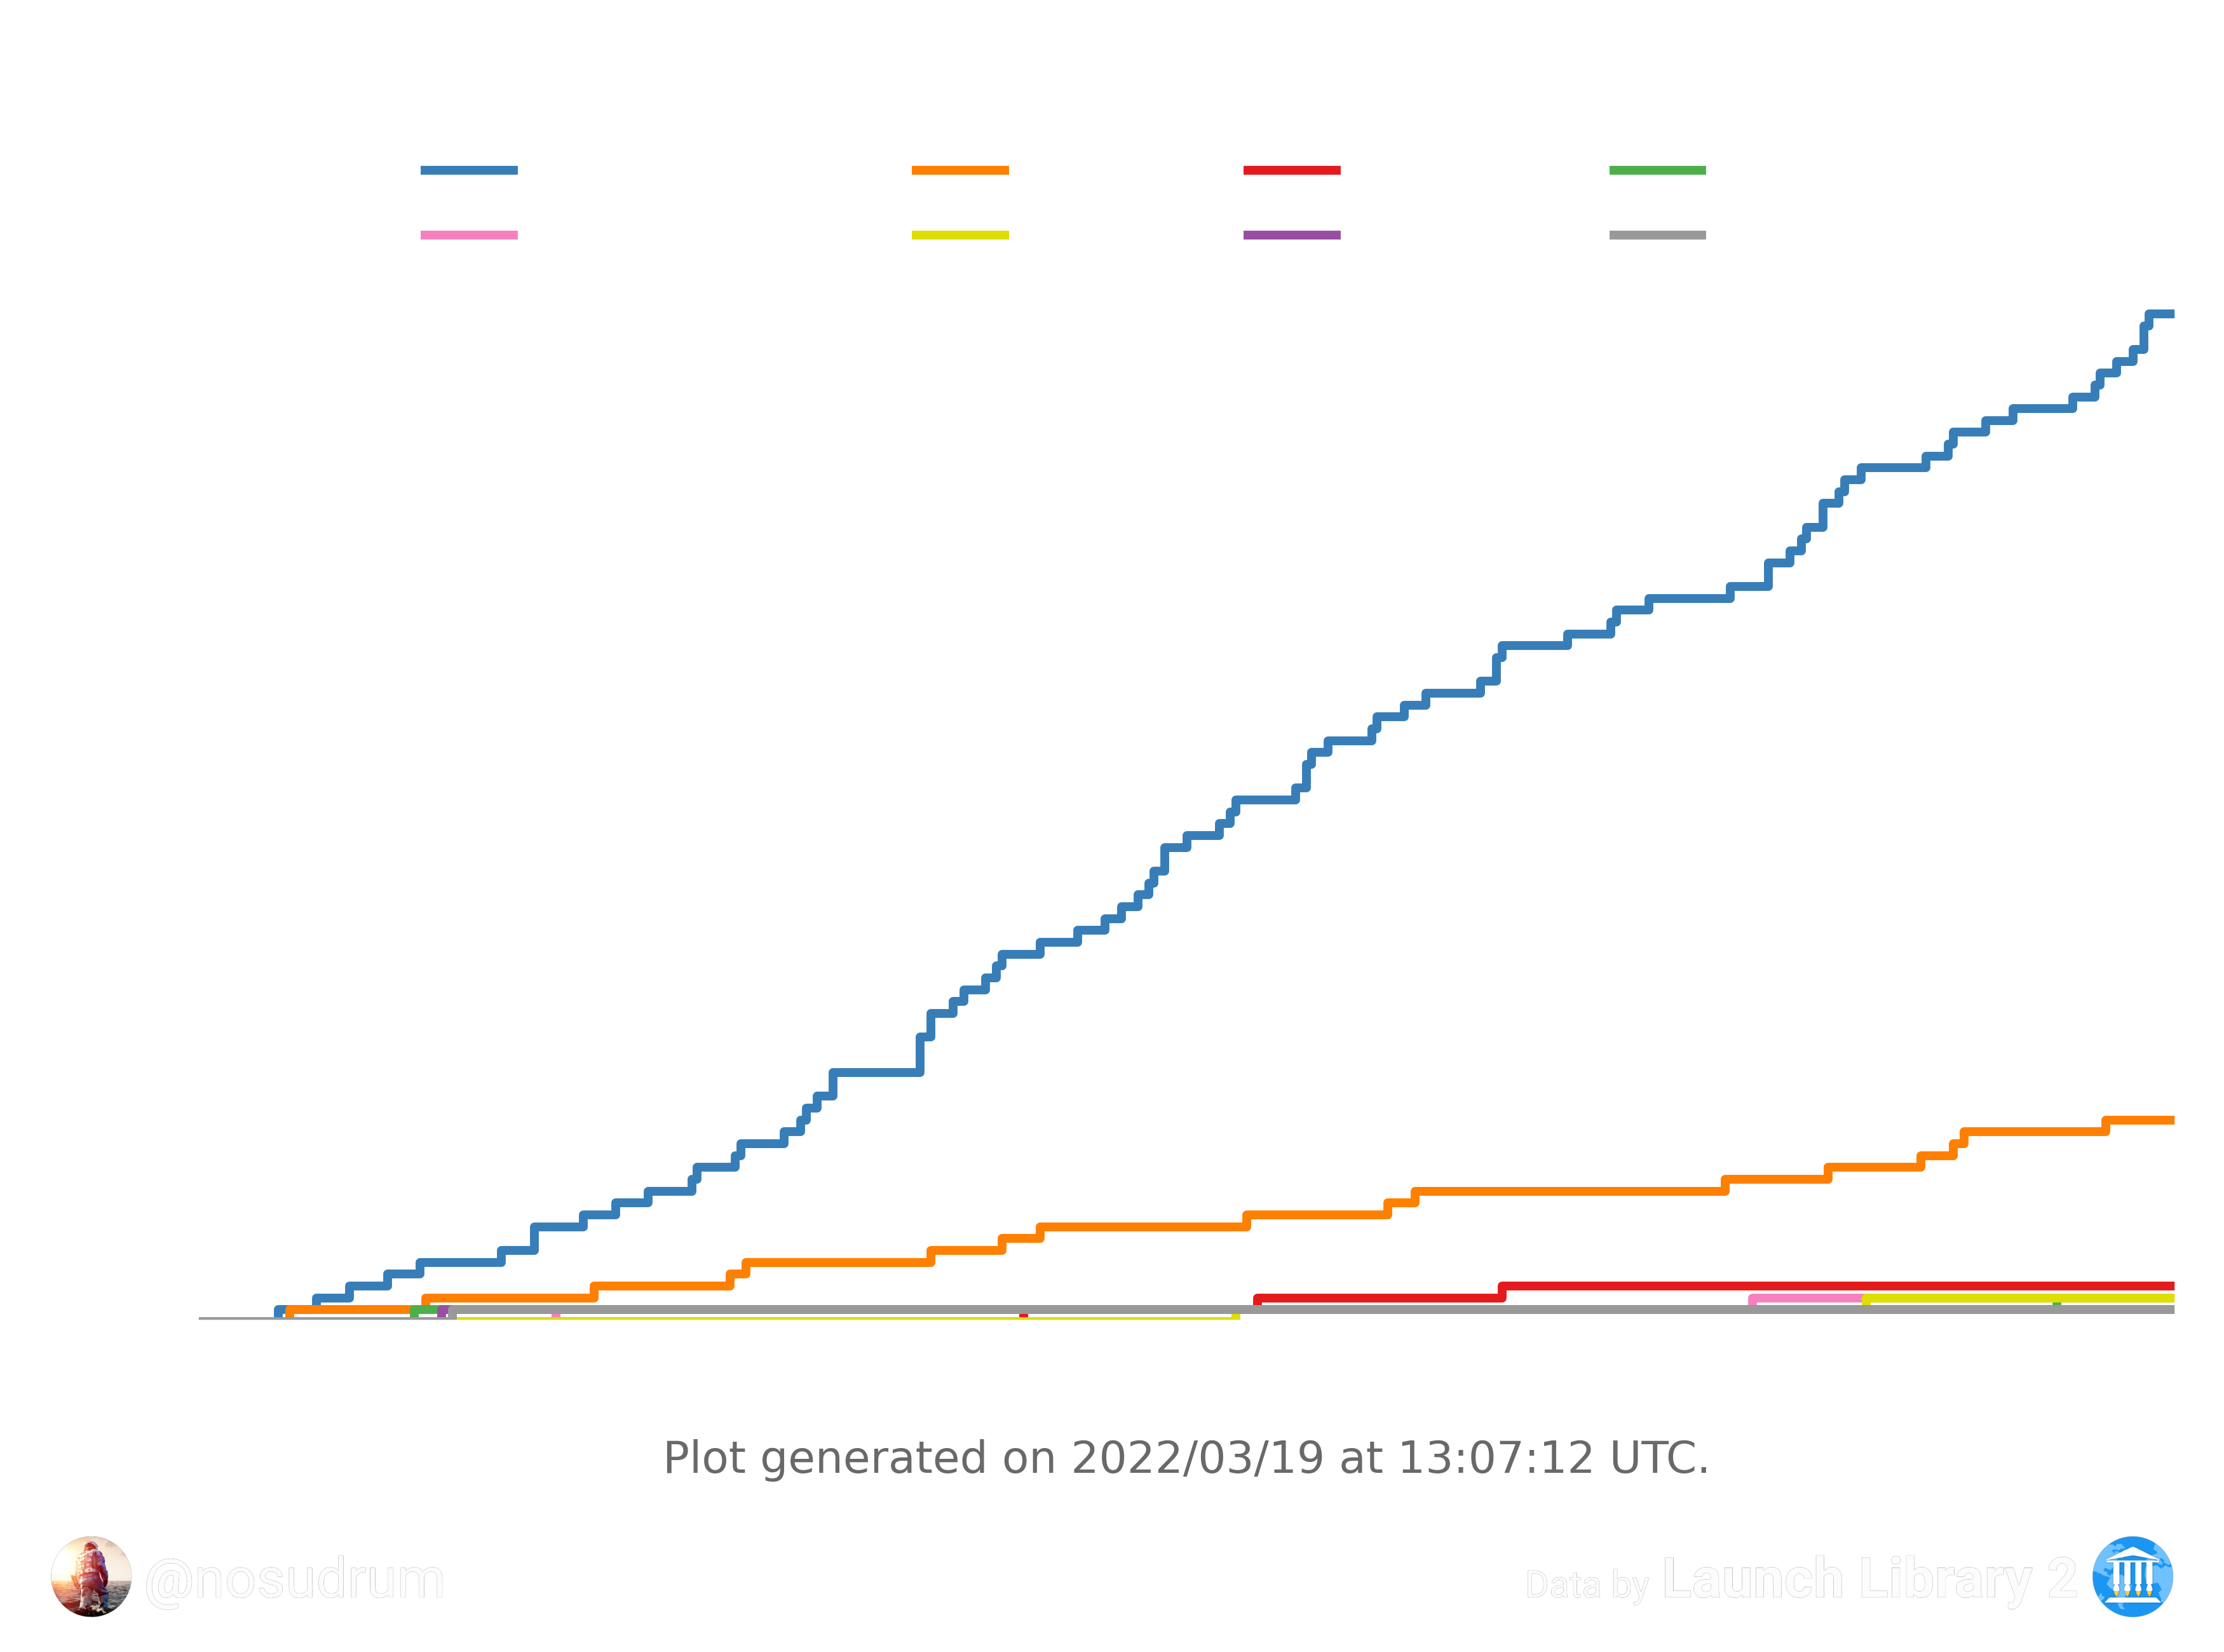 Plot generated on 2022/03/19 at 13:07:12 UTC.
@nosudrum
Data by Launch Library 2